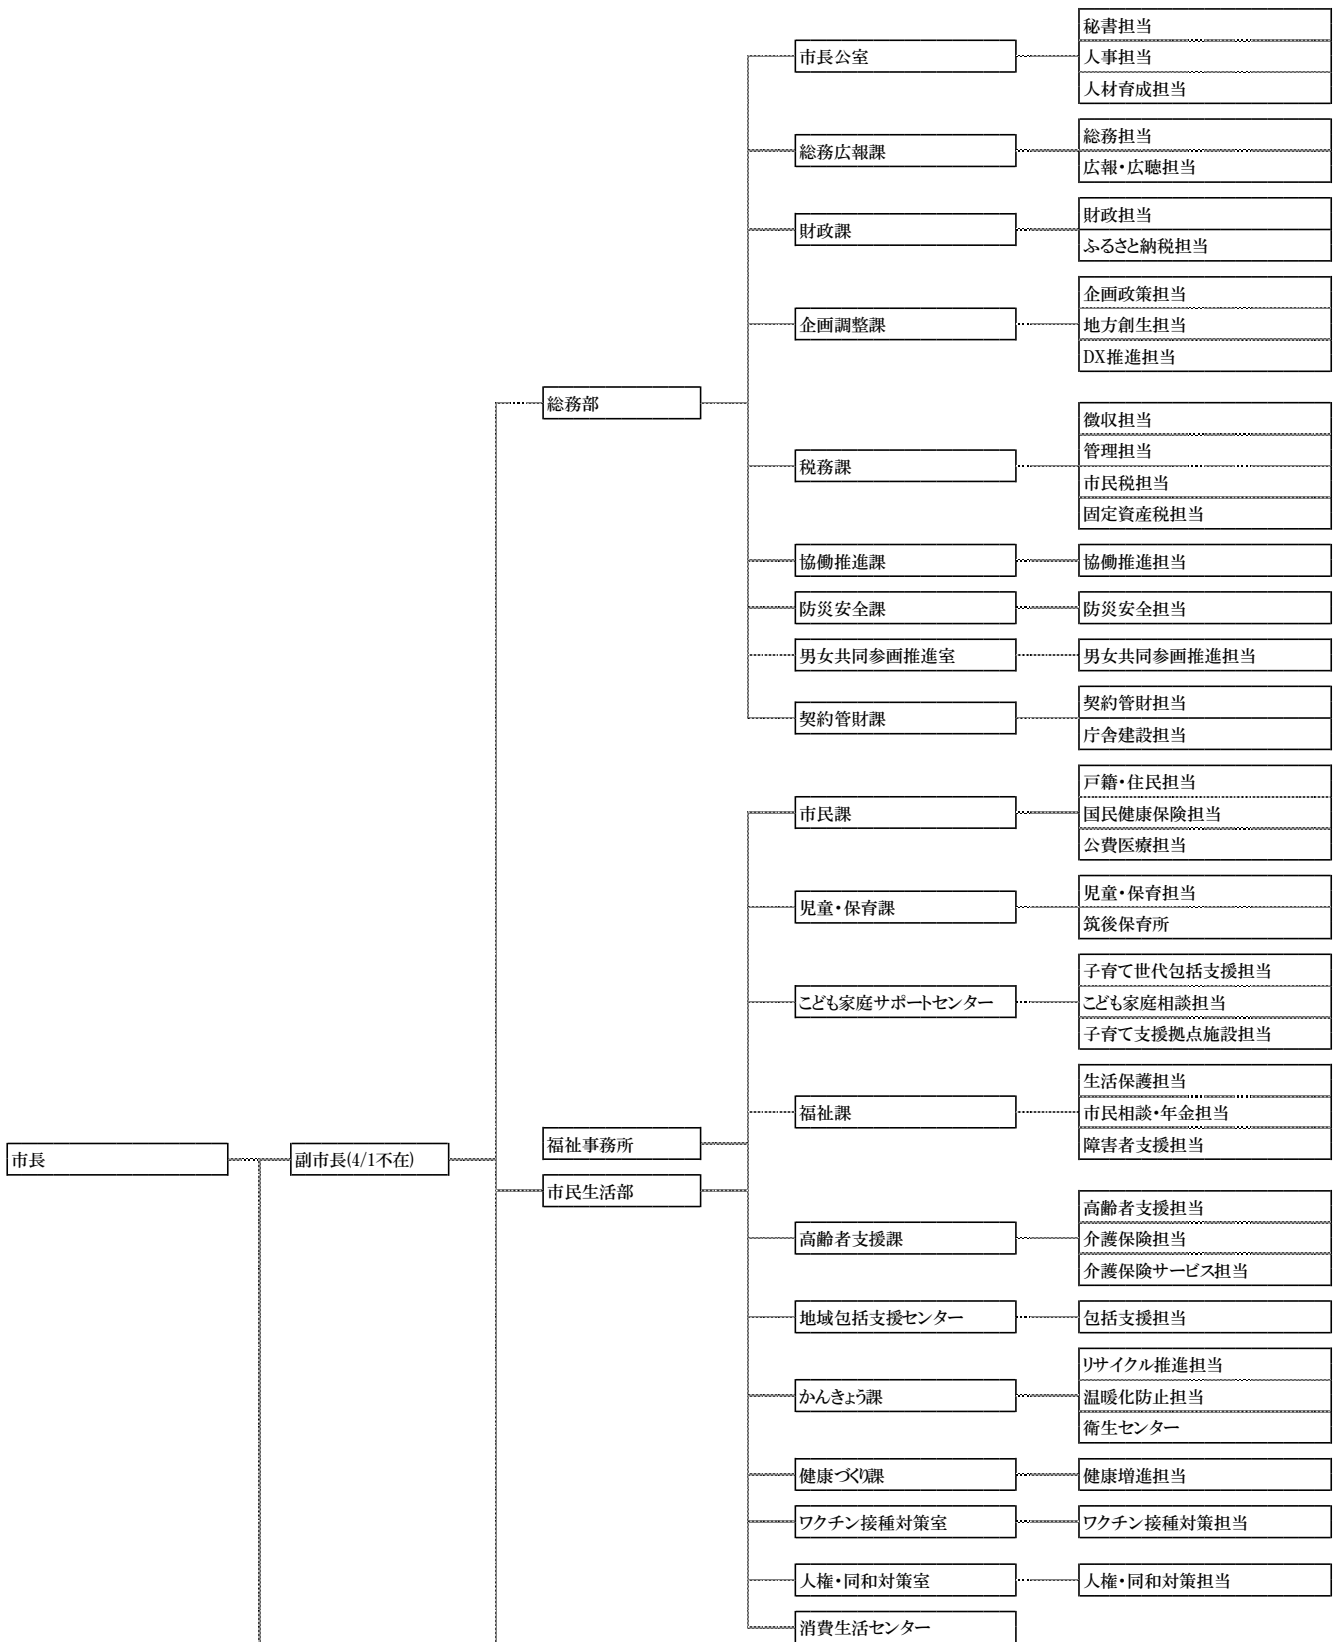 秘書担当
市長公室
人事担当
人材育成担当
総務担当
総務広報課
広報・広聴担当
財政担当
財政課
ふるさと納税担当
企画政策担当
企画調整課
地方創生担当
DX推進担当
総務部
徴収担当
税務課
管理担当
市民税担当
固定資産税担当
協働推進課
協働推進担当
防災安全課
防災安全担当
男女共同参画推進室
男女共同参画推進担当
契約管財担当
契約管財課
庁舎建設担当
戸籍・住民担当
市民課
国民健康保険担当
公費医療担当
児童・保育担当
児童・保育課
筑後保育所
子育て世代包括支援担当
こども家庭サポートセンター
こども家庭相談担当
子育て支援拠点施設担当
生活保護担当
福祉課
市民相談・年金担当
福祉事務所
障害者支援担当
市長
副市長(4/1不在)
市民生活部
高齢者支援担当
高齢者支援課
介護保険担当
介護保険サービス担当
地域包括支援センター
包括支援担当
リサイクル推進担当
かんきょう課
温暖化防止担当
衛生センター
健康づくり課
健康増進担当
ワクチン接種対策室
ワクチン接種対策担当
人権・同和対策室
人権・同和対策担当
消費生活センター